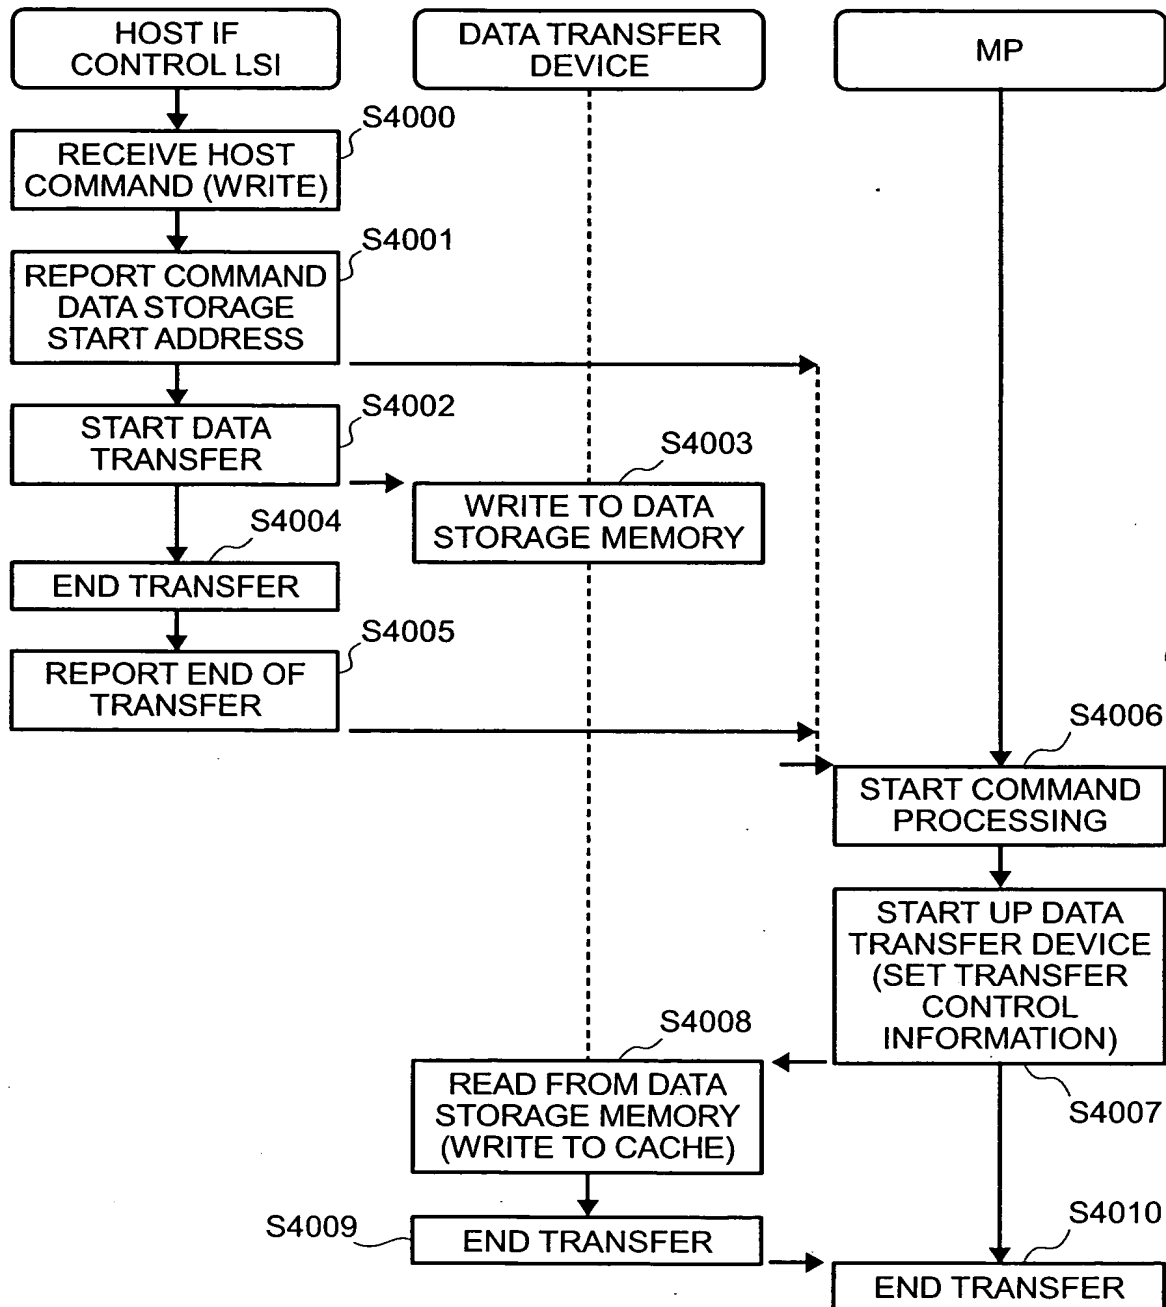 HOST IF
CONTROL LSI
DATA TRANSFER
DEVICE
MP
S4000
RECEIVE HOST
COMMAND (WRITE)
S4001
REPORT COMMAND
DATA STORAGE
START ADDRESS
S4002
START DATA
TRANSFER
S4003
WRITE TO DATA
STORAGE MEMORY
S4004
END TRANSFER
S4005
REPORT END OF
TRANSFER
S4006
START COMMAND
PROCESSING
START UP DATA
TRANSFER DEVICE
(SET TRANSFER
CONTROL
INFORMATION)
S4007
S4008
READ FROM DATA
STORAGE MEMORY
(WRITE TO CACHE)
S4009
END TRANSFER
S4010
END TRANSFER